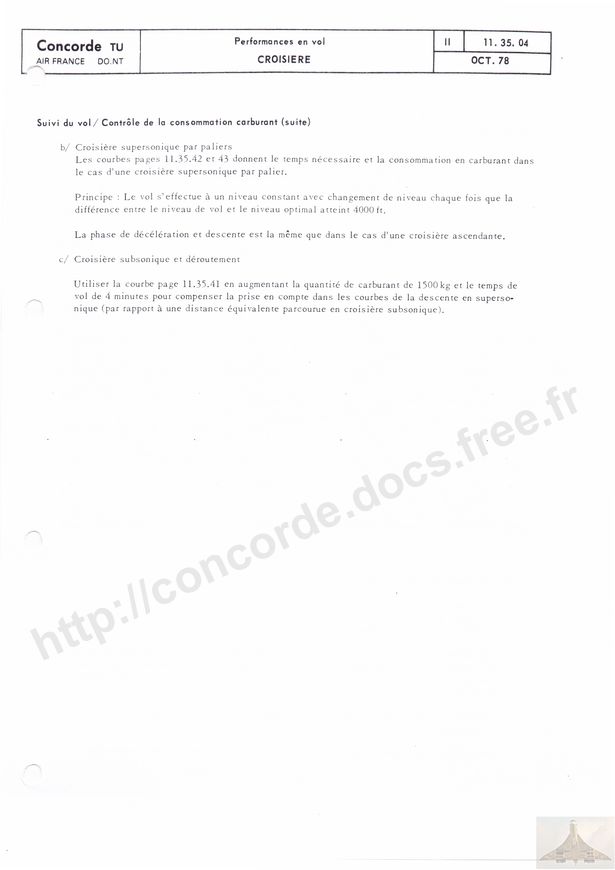 Concorde TU
AIR FRANCE DO.NT
Performances en vol
CROISIERE
II
11. 35. 04
OCT. 78
Suivi du vol / Contrôle de la consommation carburant (suite)
b/ Croisière supersonique par paliers
Les courbes pages 11.35.42 et 43 donnent le temps nécessaire et la consommation en carburant dans
le cas d'une croisière supersonique par palier.
Principe : Le vol s'effectue à un niveau constant avec changement de niveau chaque fois que la
différence entre le niveau de vol et le niveau optimal atteint 4000 ft.
La phase de décélération et descente est la même que dans le cas d'une croisière ascendante.
c/ Croisière subsonique et déroutement
Utiliser la courbe page 11.35.41 en augmentant la quantité de carburant de 1500 kg et le temps de
vol de 4 minutes pour compenser la prise en compte dans les courbes de la descente en superso-
nique (par rapport à une distance équivalente parcourue en croisière subsonique).
http://concorde.docs.free.fr